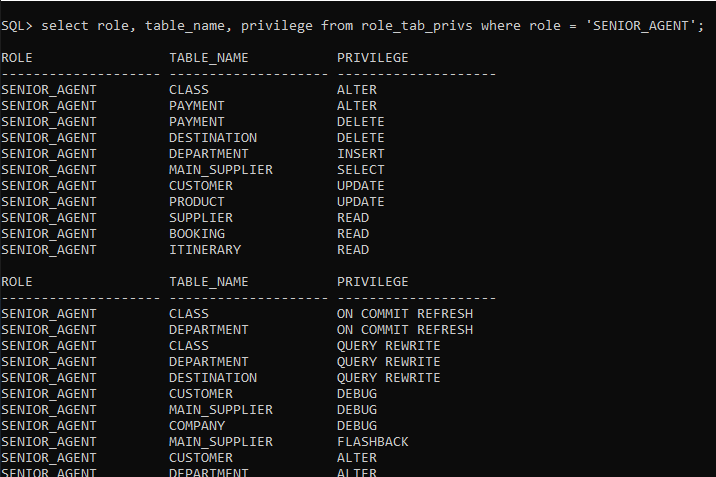 SQL> select role, table_name, privilege from role_tab_privs where role = 'SENIOR_AGENT';
ROLE                 TABLE_NAME           PRIVILEGE
-------------------- -------------------- --------------------
SENIOR_AGENT         CLASS                ALTER
SENIOR_AGENT         PAYMENT              ALTER
SENIOR_AGENT         PAYMENT              DELETE
SENIOR_AGENT         DESTINATION          DELETE
SENIOR_AGENT         DEPARTMENT           INSERT
SENIOR_AGENT         MAIN_SUPPLIER        SELECT
SENIOR_AGENT         CUSTOMER             UPDATE
SENIOR_AGENT         PRODUCT              UPDATE
SENIOR_AGENT         SUPPLIER             READ
SENIOR_AGENT         BOOKING              READ
SENIOR_AGENT         ITINERARY            READ
ROLE                 TABLE_NAME           PRIVILEGE
-------------------- -------------------- --------------------
SENIOR_AGENT         CLASS                ON COMMIT REFRESH
SENIOR_AGENT         DEPARTMENT           ON COMMIT REFRESH
SENIOR_AGENT         CLASS                QUERY REWRITE
SENIOR_AGENT         DEPARTMENT           QUERY REWRITE
SENIOR_AGENT         DESTINATION          QUERY REWRITE
SENIOR_AGENT         CUSTOMER             DEBUG
SENIOR_AGENT         MAIN_SUPPLIER        DEBUG
SENIOR_AGENT         COMPANY              DEBUG
SENIOR_AGENT         MAIN_SUPPLIER        FLASHBACK
SENIOR_AGENT         CUSTOMER             ALTER
SENIOR_AGENT         DEPARTMENT           ALTER